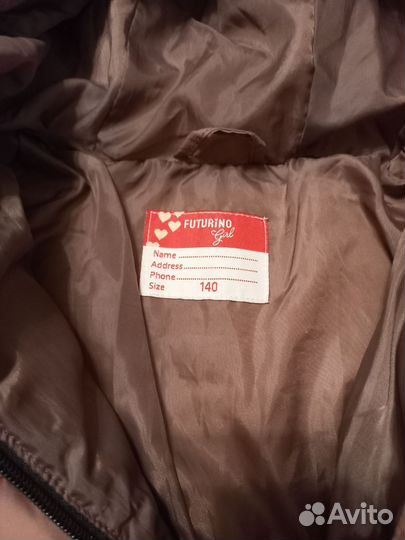 FUTURINO
Girl
Name
Address
Phone
Size 140
Avito